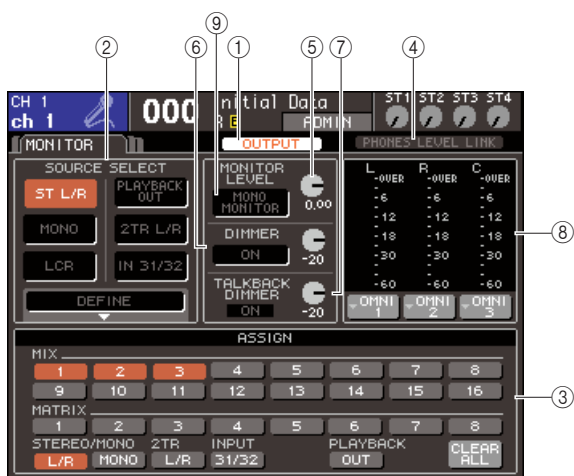 ⑨
② ⑥ ① ⑤ ⑦ ④
CH 1
ch 1
000
nitial Data
R E ADMIN
ST1 ST2 ST3 ST4
MONITOR
OUTPUT
PHONES LEVEL LINK
SOURCE SELECT
ST L/R
PLAYBACK OUT
MONO
2TR L/R
LCR
IN 31/32
DEFINE
MONITOR LEVEL
MONO MONITOR
0.00
DIMMER
ON
-20
TALKBACK DIMMER
ON
-20
L R C
-OVER -OVER -OVER
-6 -6 -6
-12 -12 -12
-18 -18 -18
-30 -30 -30
-60 -60 -60
OMNI 1 OMNI 2 OMNI 3
⑧
ASSIGN
MIX
1 2 3 4 5 6 7 8
9 10 11 12 13 14 15 16
③
MATRIX
1 2 3 4 5 6 7 8
STEREO/MONO 2TR INPUT PLAYBACK
L/R MONO L/R 31/32 OUT CLEAR ALL